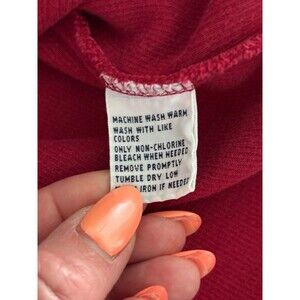 MACHINE WASH WARM
WASH WITH LIKE
COLORS
ONLY NON-CHLORINE
BLEACH WHEN NEEDED
REMOVE PROMPTLY
TUMBLE DRY LOW
IRON IF NEEDED